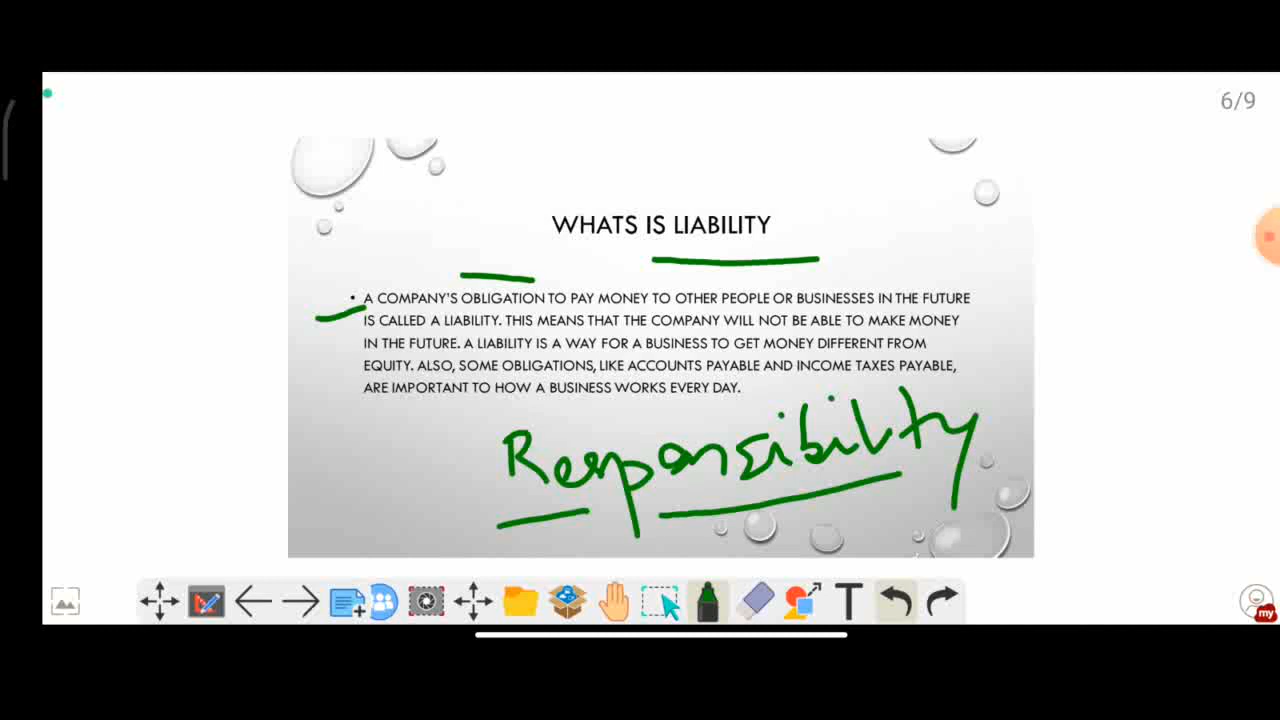 6/9
WHATS IS LIABILITY
• A COMPANY'S OBLIGATION TO PAY MONEY TO OTHER PEOPLE OR BUSINESSES IN THE FUTURE
IS CALLED A LIABILITY. THIS MEANS THAT THE COMPANY WILL NOT BE ABLE TO MAKE MONEY
IN THE FUTURE. A LIABILITY IS A WAY FOR A BUSINESS TO GET MONEY DIFFERENT FROM
EQUITY. ALSO, SOME OBLIGATIONS, LIKE ACCOUNTS PAYABLE AND INCOME TAXES PAYABLE,
ARE IMPORTANT TO HOW A BUSINESS WORKS EVERY DAY.
Responsibility
T
my